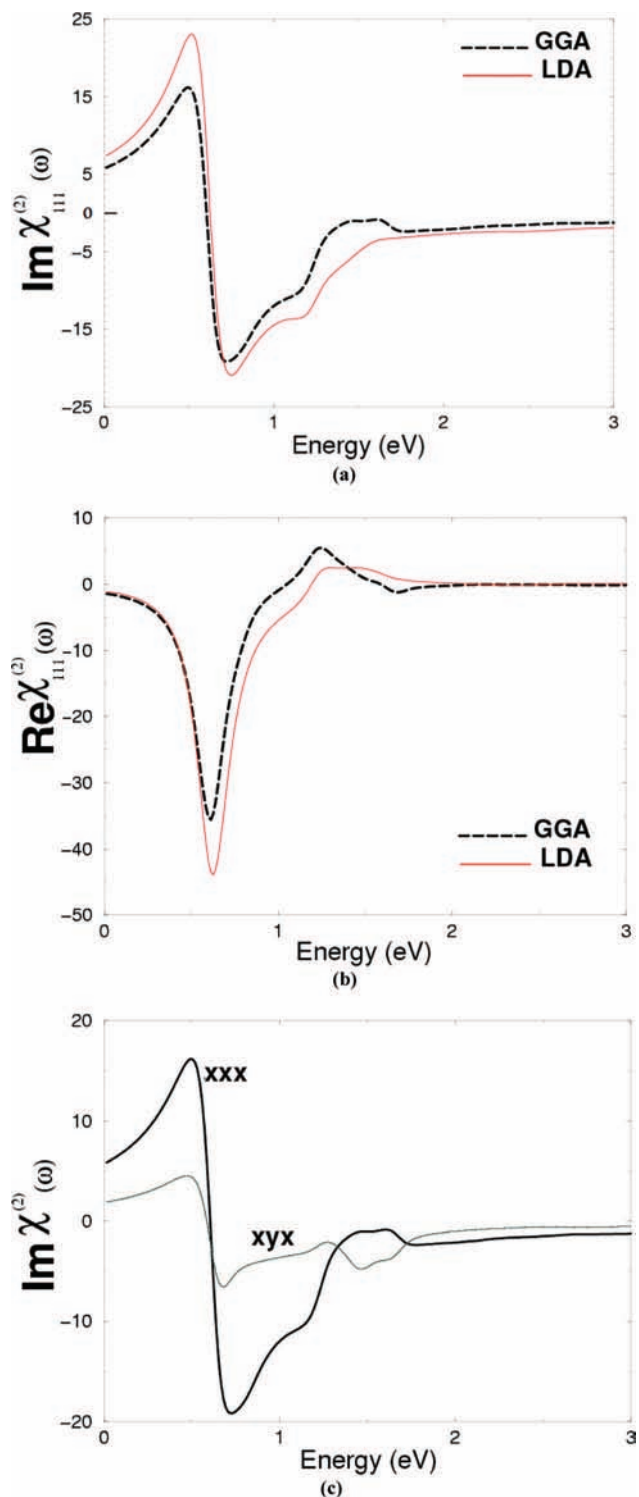 25
15
5
0
−5
−15
−25
GGA
LDA
Im χ(2)111 (ω)
0 1 2 3
Energy (eV)
(a)
10
0
−10
−20
−30
−40
−50
Reχ(2)111(ω)
GGA
LDA
0 1 2 3
Energy (eV)
(b)
20
10
0
−10
−20
Im χ(2)(ω)
xxx
xyx
0 1 2 3
Energy (eV)
(c)